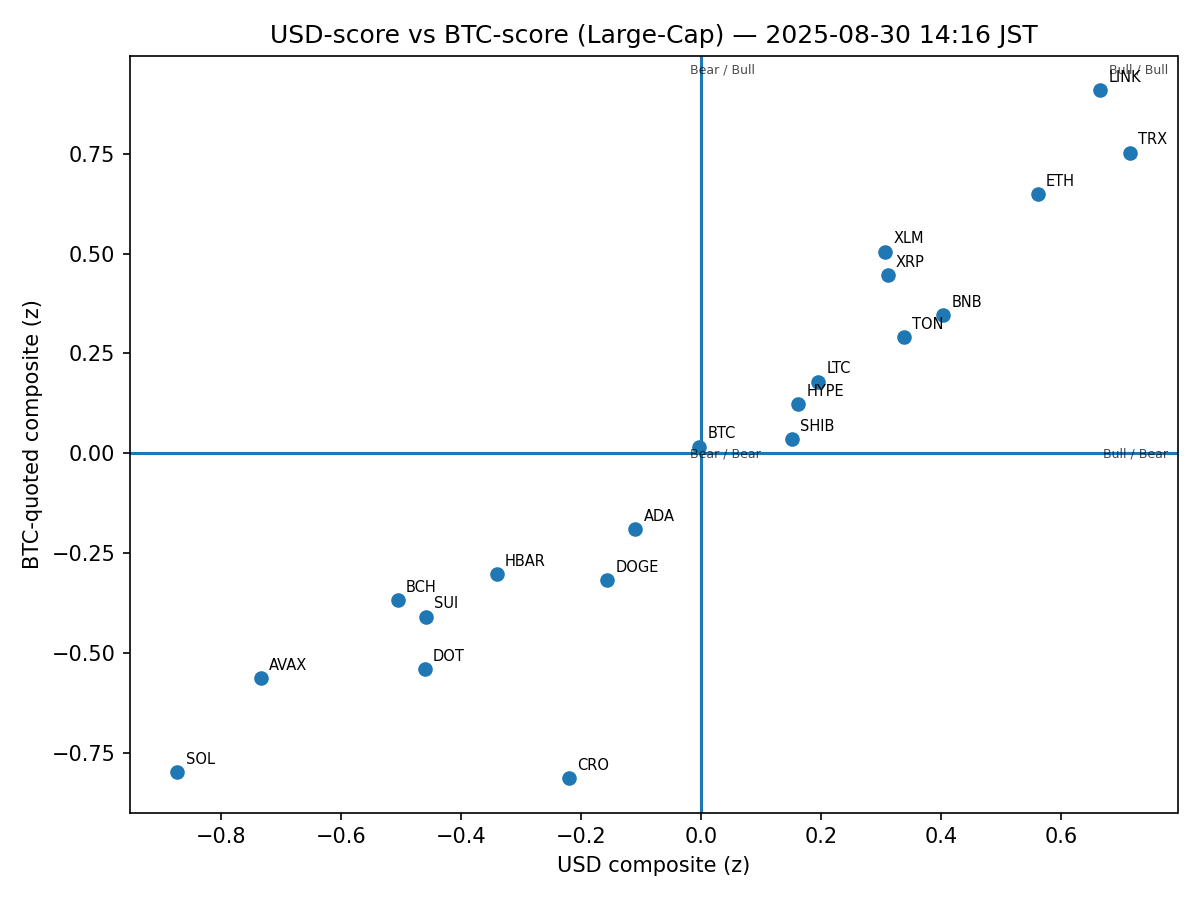 USD-score vs BTC-score (Large-Cap) — 2025-08-30 14:16 JST
Bear / Bull
Bull / Bull
LINK
TRX
ETH
XLM
XRP
BNB
TON
LTC
HYPE
SHIB
BTC
Bear / Bear
Bull / Bear
ADA
HBAR
DOGE
BCH
SUI
DOT
AVAX
SOL
CRO
0.75
0.50
0.25
0.00
−0.25
−0.50
−0.75
BTC-quoted composite (z)
−0.8
−0.6
−0.4
−0.2
0.0
0.2
0.4
0.6
USD composite (z)